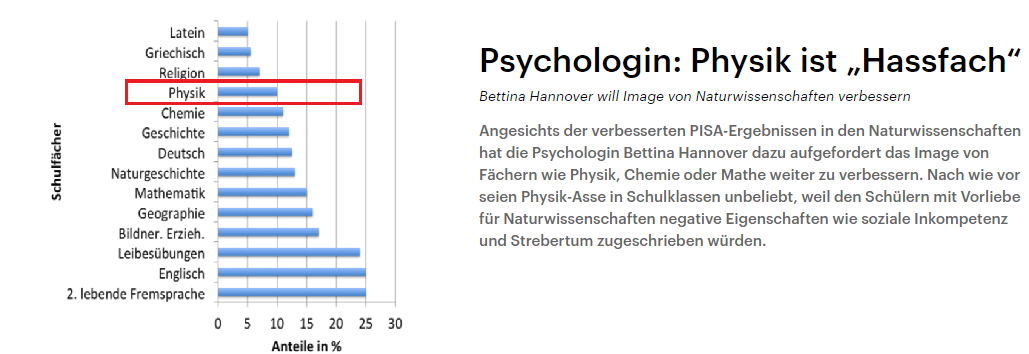 Schulfächer
Latein
Griechisch
Religion
Physik
Chemie
Geschichte
Deutsch
Naturgeschichte
Mathematik
Geographie
Bildner. Erzieh.
Leibesübungen
Englisch
2. lebende Fremsprache
0 5 10 15 20 25 30
Anteile in %
Psychologin: Physik ist „Hassfach“
Bettina Hannover will Image von Naturwissenschaften verbessern
Angesichts der verbesserten PISA-Ergebnissen in den Naturwissenschaften
hat die Psychologin Bettina Hannover dazu aufgefordert das Image von
Fächern wie Physik, Chemie oder Mathe weiter zu verbessern. Nach wie vor
seien Physik-Asse in Schulklassen unbeliebt, weil den Schülern mit Vorliebe
für Naturwissenschaften negative Eigenschaften wie soziale Inkompetenz
und Strebertum zugeschrieben würden.